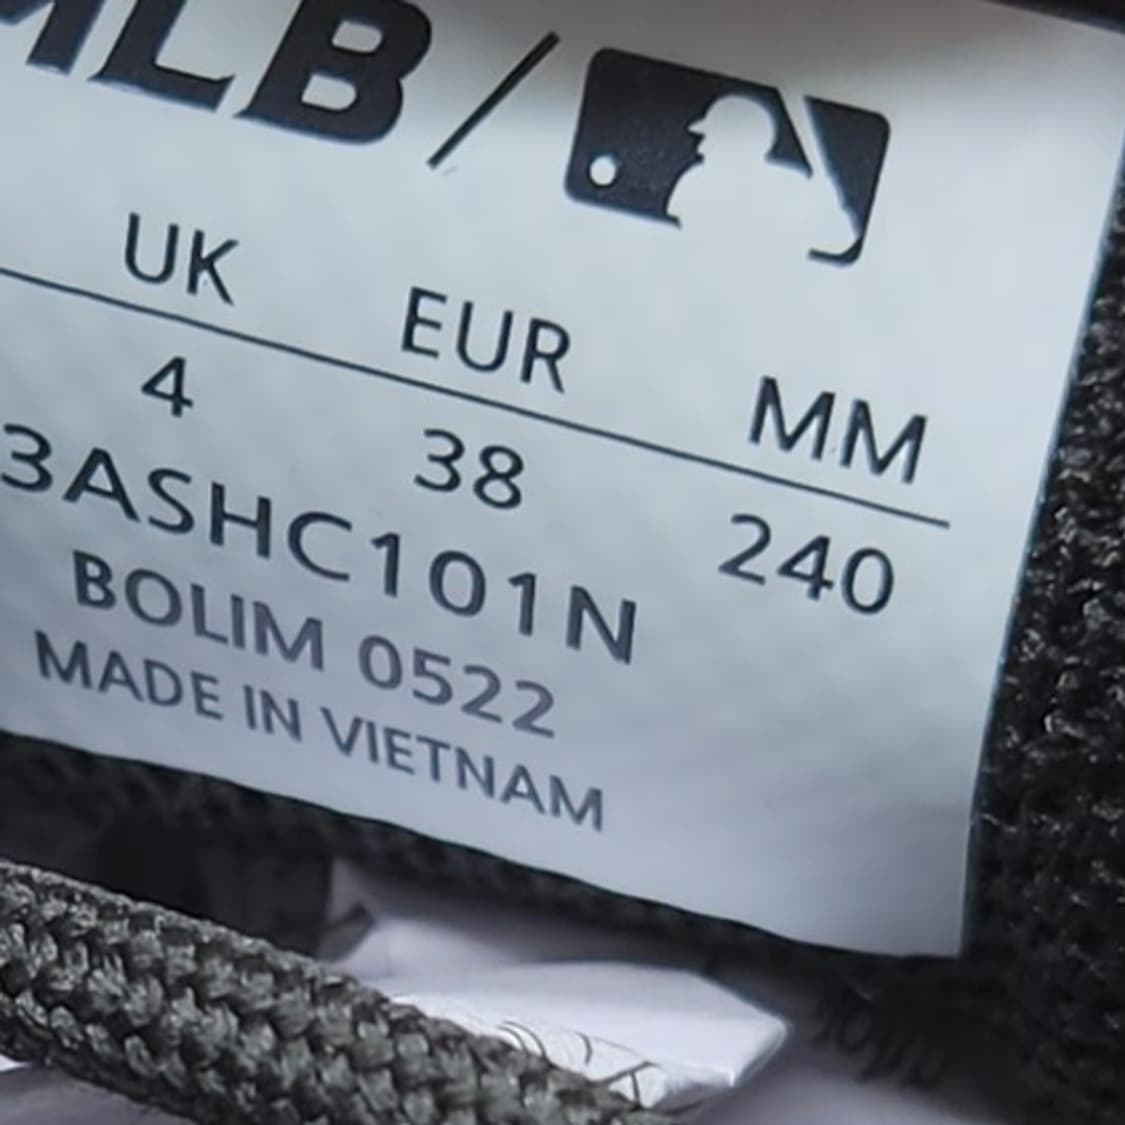 MLB /
UK EUR MM
4 38 240
3ASHC101N
BOLIM 0522
MADE IN VIETNAM